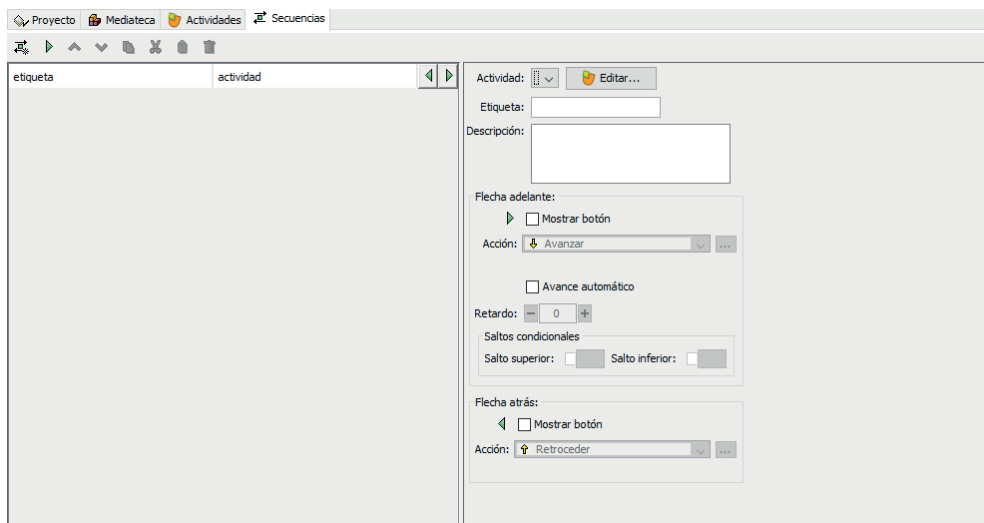 Proyecto Mediateca Actividades Secuencias
etiqueta actividad
Actividad: Editar...
Etiqueta:
Descripción:
Flecha adelante:
Mostrar botón
Acción: Avanzar ...
Avance automático
Retardo: 0
Saltos condicionales
Salto superior: Salto inferior:
Flecha atrás:
Mostrar botón
Acción: Retroceder ...